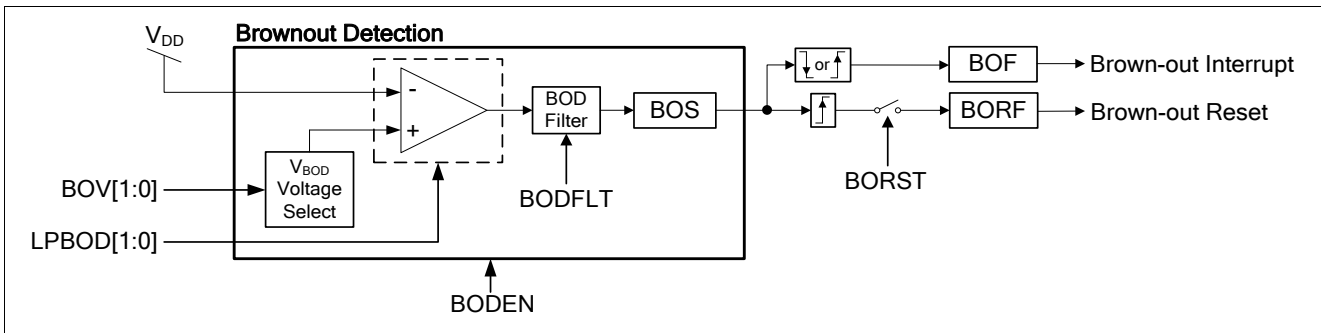 Brownout Detection
VDD
-
+
BOD
Filter
BOS
or
BOF
Brown-out Interrupt
BORF
Brown-out Reset
VBOD
Voltage
Select
BOV[1:0]
LPBOD[1:0]
BODFLT
BORST
BODEN